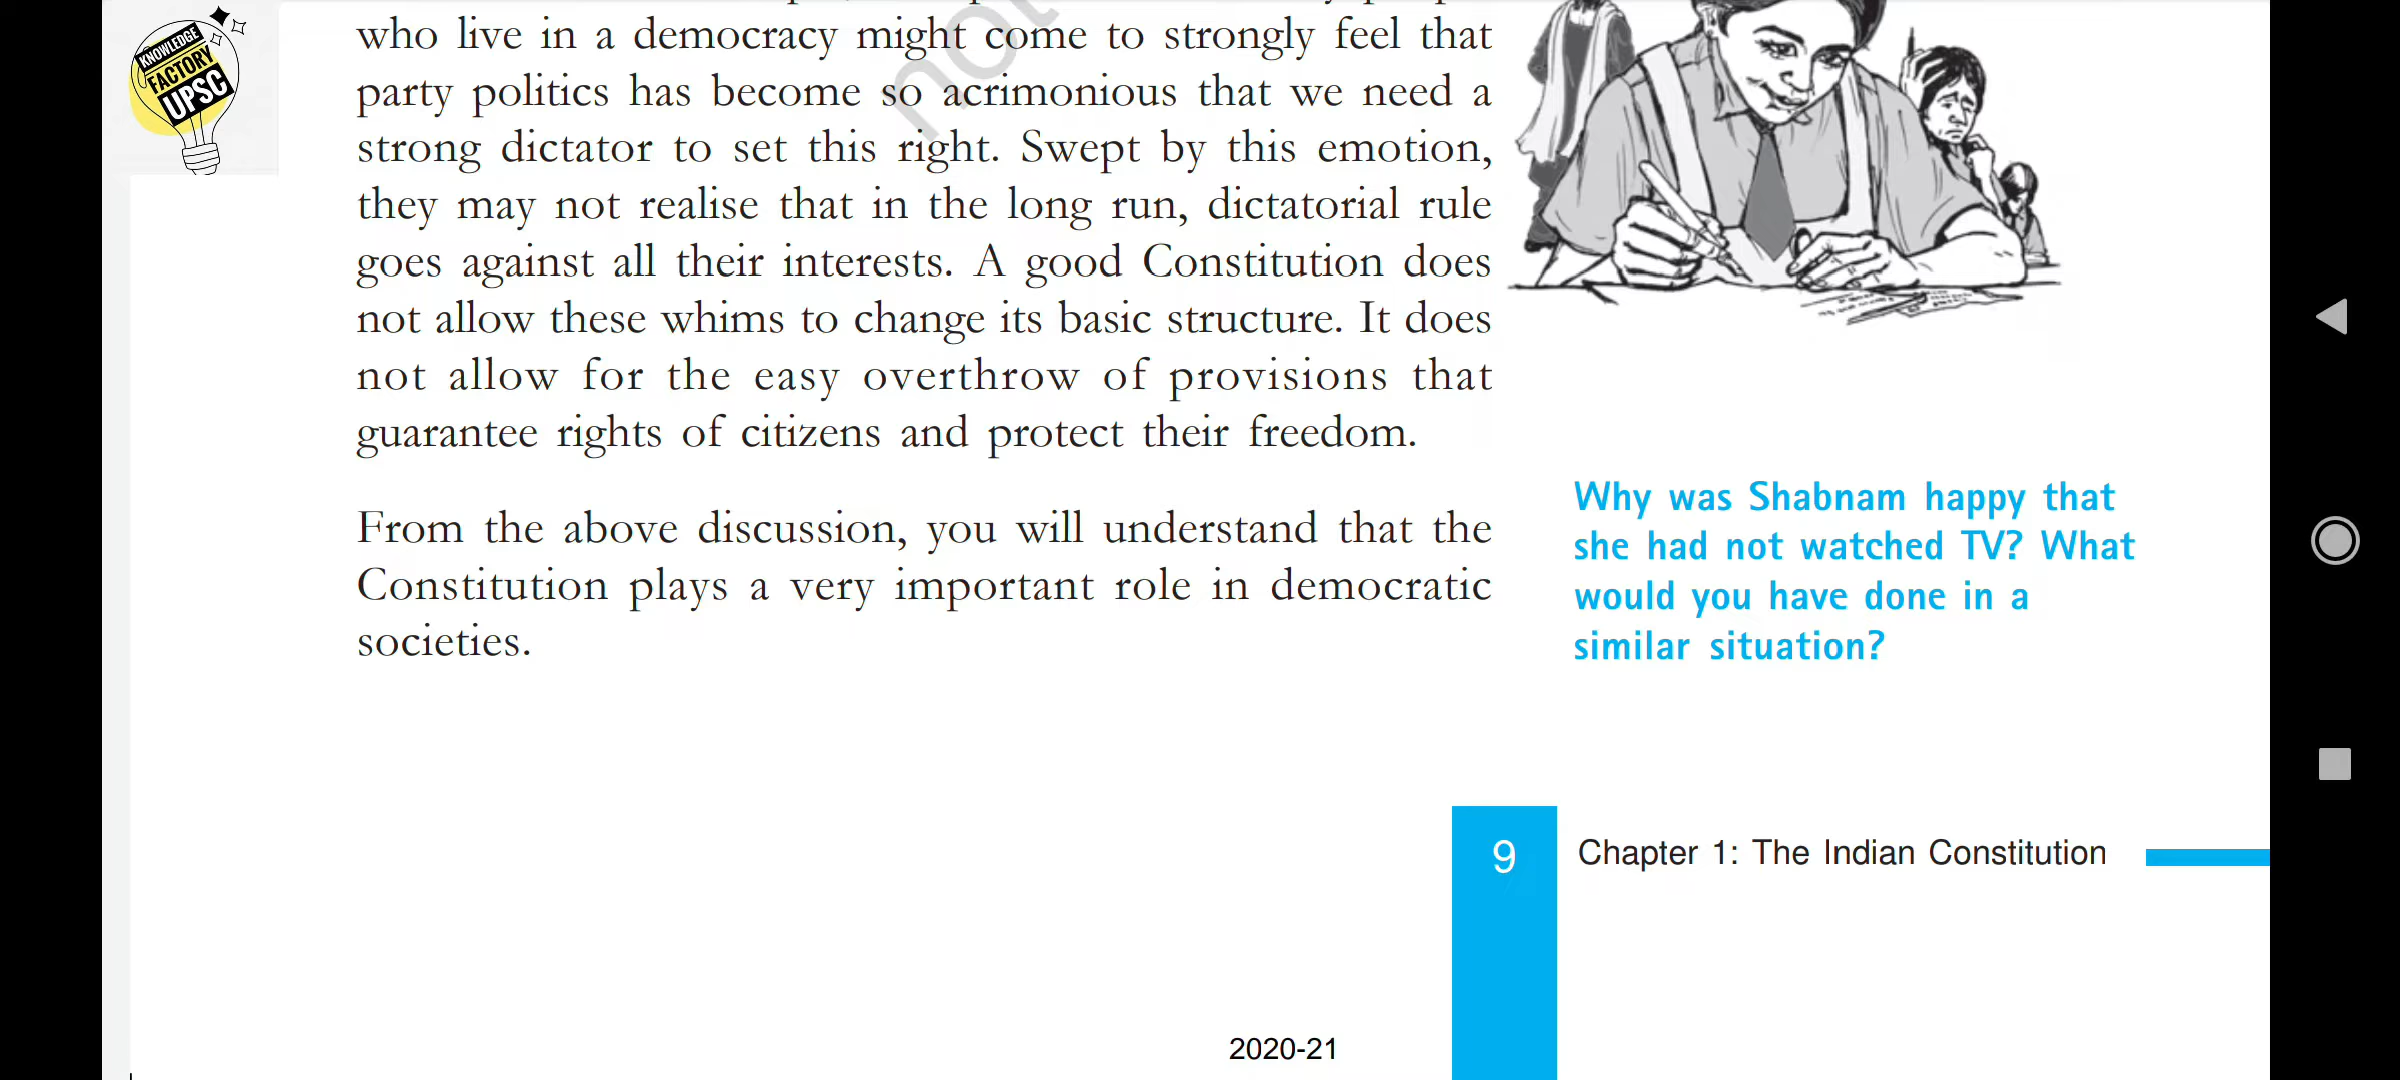 KNOWLEDGE
FACTORY
UPSC
who live in a democracy might come to strongly feel that
party politics has become so acrimonious that we need a
strong dictator to set this right. Swept by this emotion,
they may not realise that in the long run, dictatorial rule
goes against all their interests. A good Constitution does
not allow these whims to change its basic structure. It does
not allow for the easy overthrow of provisions that
guarantee rights of citizens and protect their freedom.
From the above discussion, you will understand that the
Constitution plays a very important role in democratic
societies.
Why was Shabnam happy that
she had not watched TV? What
would you have done in a
similar situation?
9
Chapter 1: The Indian Constitution
2020-21